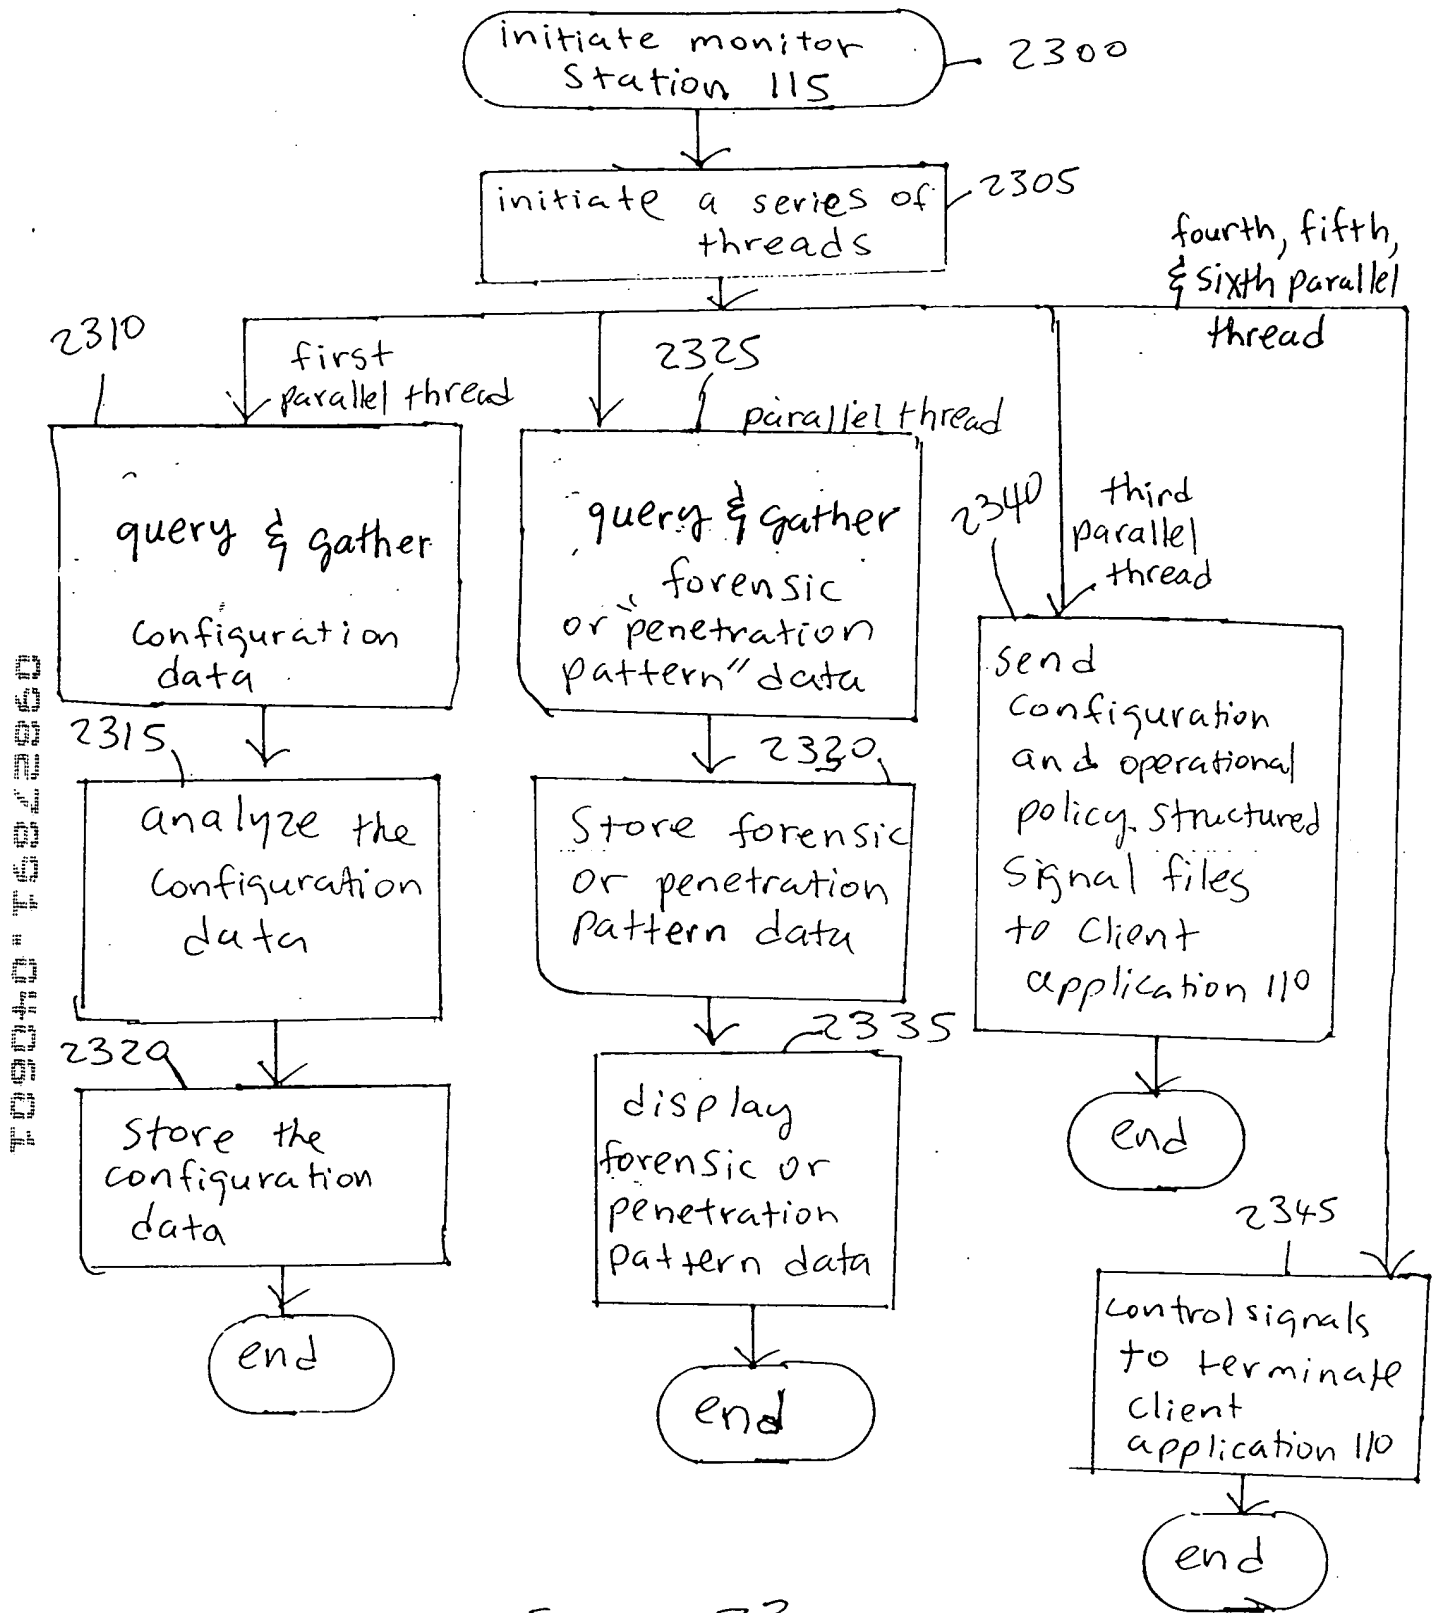 initiate monitor
Station 115
2300
initiate a series of
threads
2305
fourth, fifth,
& sixth parallel
thread
2310
first
parallel thread
2325
parallel thread
2340
third
parallel
thread
query & gather
configuration
data
query & gather
forensic
or "penetration
pattern" data
send
configuration
and operational
policy structured
signal files
to client
application 110
2315
analyze the
configuration
data
2330
Store forensic
or penetration
pattern data
2320
Store the
configuration
data
2335
display
forensic or
penetration
pattern data
end
2345
control signals
to terminate
client
application 110
end
end
end